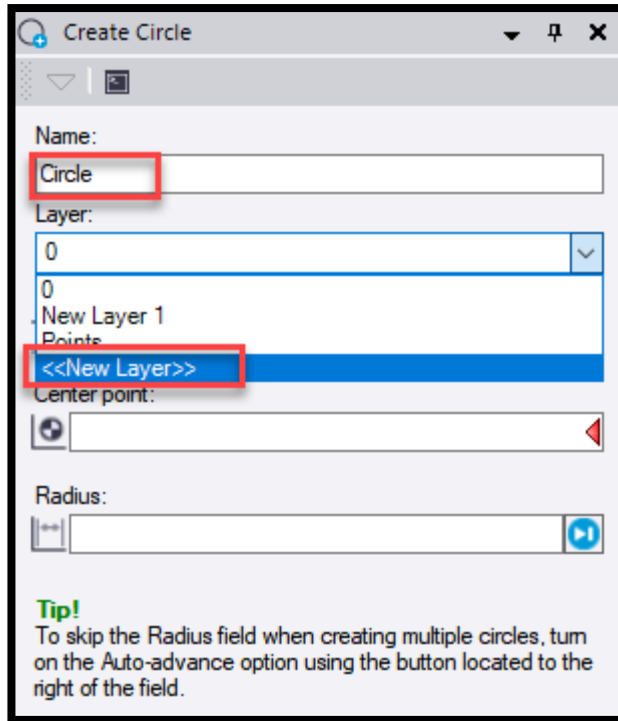 Create Circle
Name:
Circle
Layer:
0
0
New Layer 1
Points
<<New Layer>>
Center point:
Radius:
Tip!
To skip the Radius field when creating multiple circles, turn
on the Auto-advance option using the button located to the
right of the field.